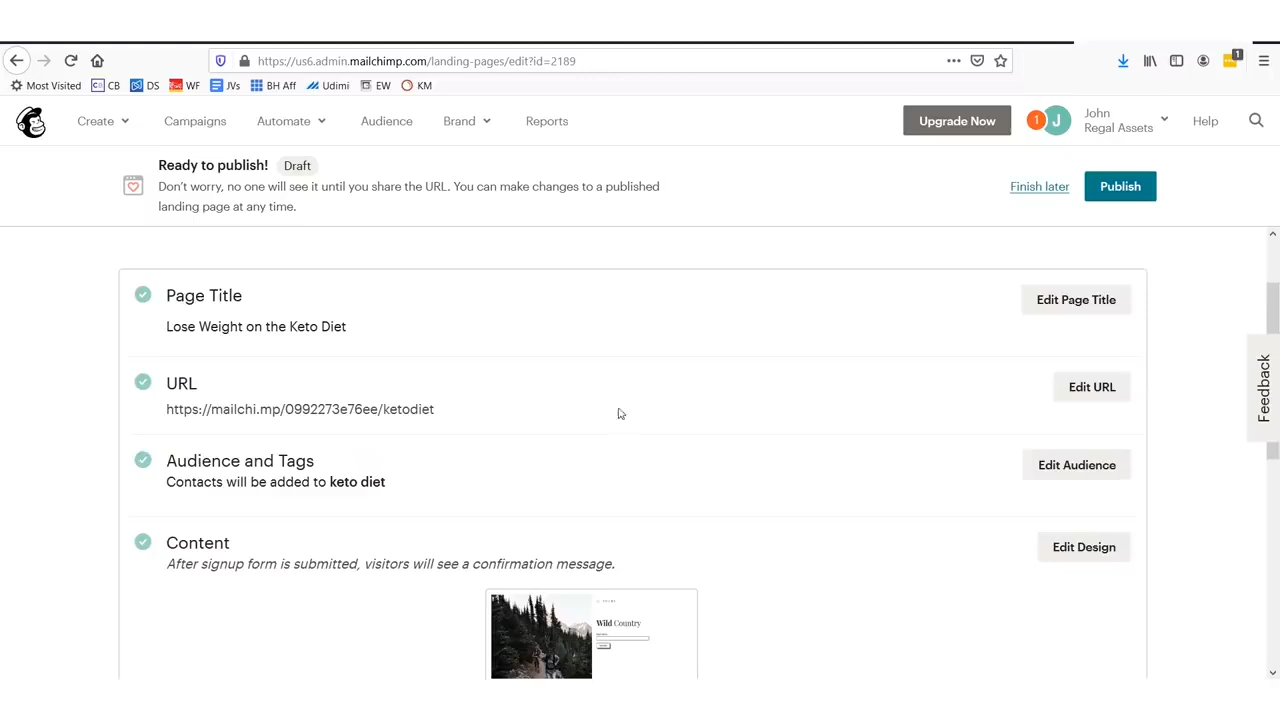 https://us6.admin.mailchimp.com/landing-pages/edit?id=2189
1
Most Visited CB DS WF JVs BH Aff Udimi EW KM
Create Campaigns Automate Audience Brand Reports
Upgrade Now
1 J
John
Regal Assets
Help
Ready to publish! Draft
Don't worry, no one will see it until you share the URL. You can make changes to a published
landing page at any time.
Finish later
Publish
Page Title
Edit Page Title
Lose Weight on the Keto Diet
URL
Edit URL
https://mailchi.mp/0992273e76ee/ketodiet
Audience and Tags
Edit Audience
Contacts will be added to keto diet
Content
Edit Design
After signup form is submitted, visitors will see a confirmation message.
Wild Country
Feedback